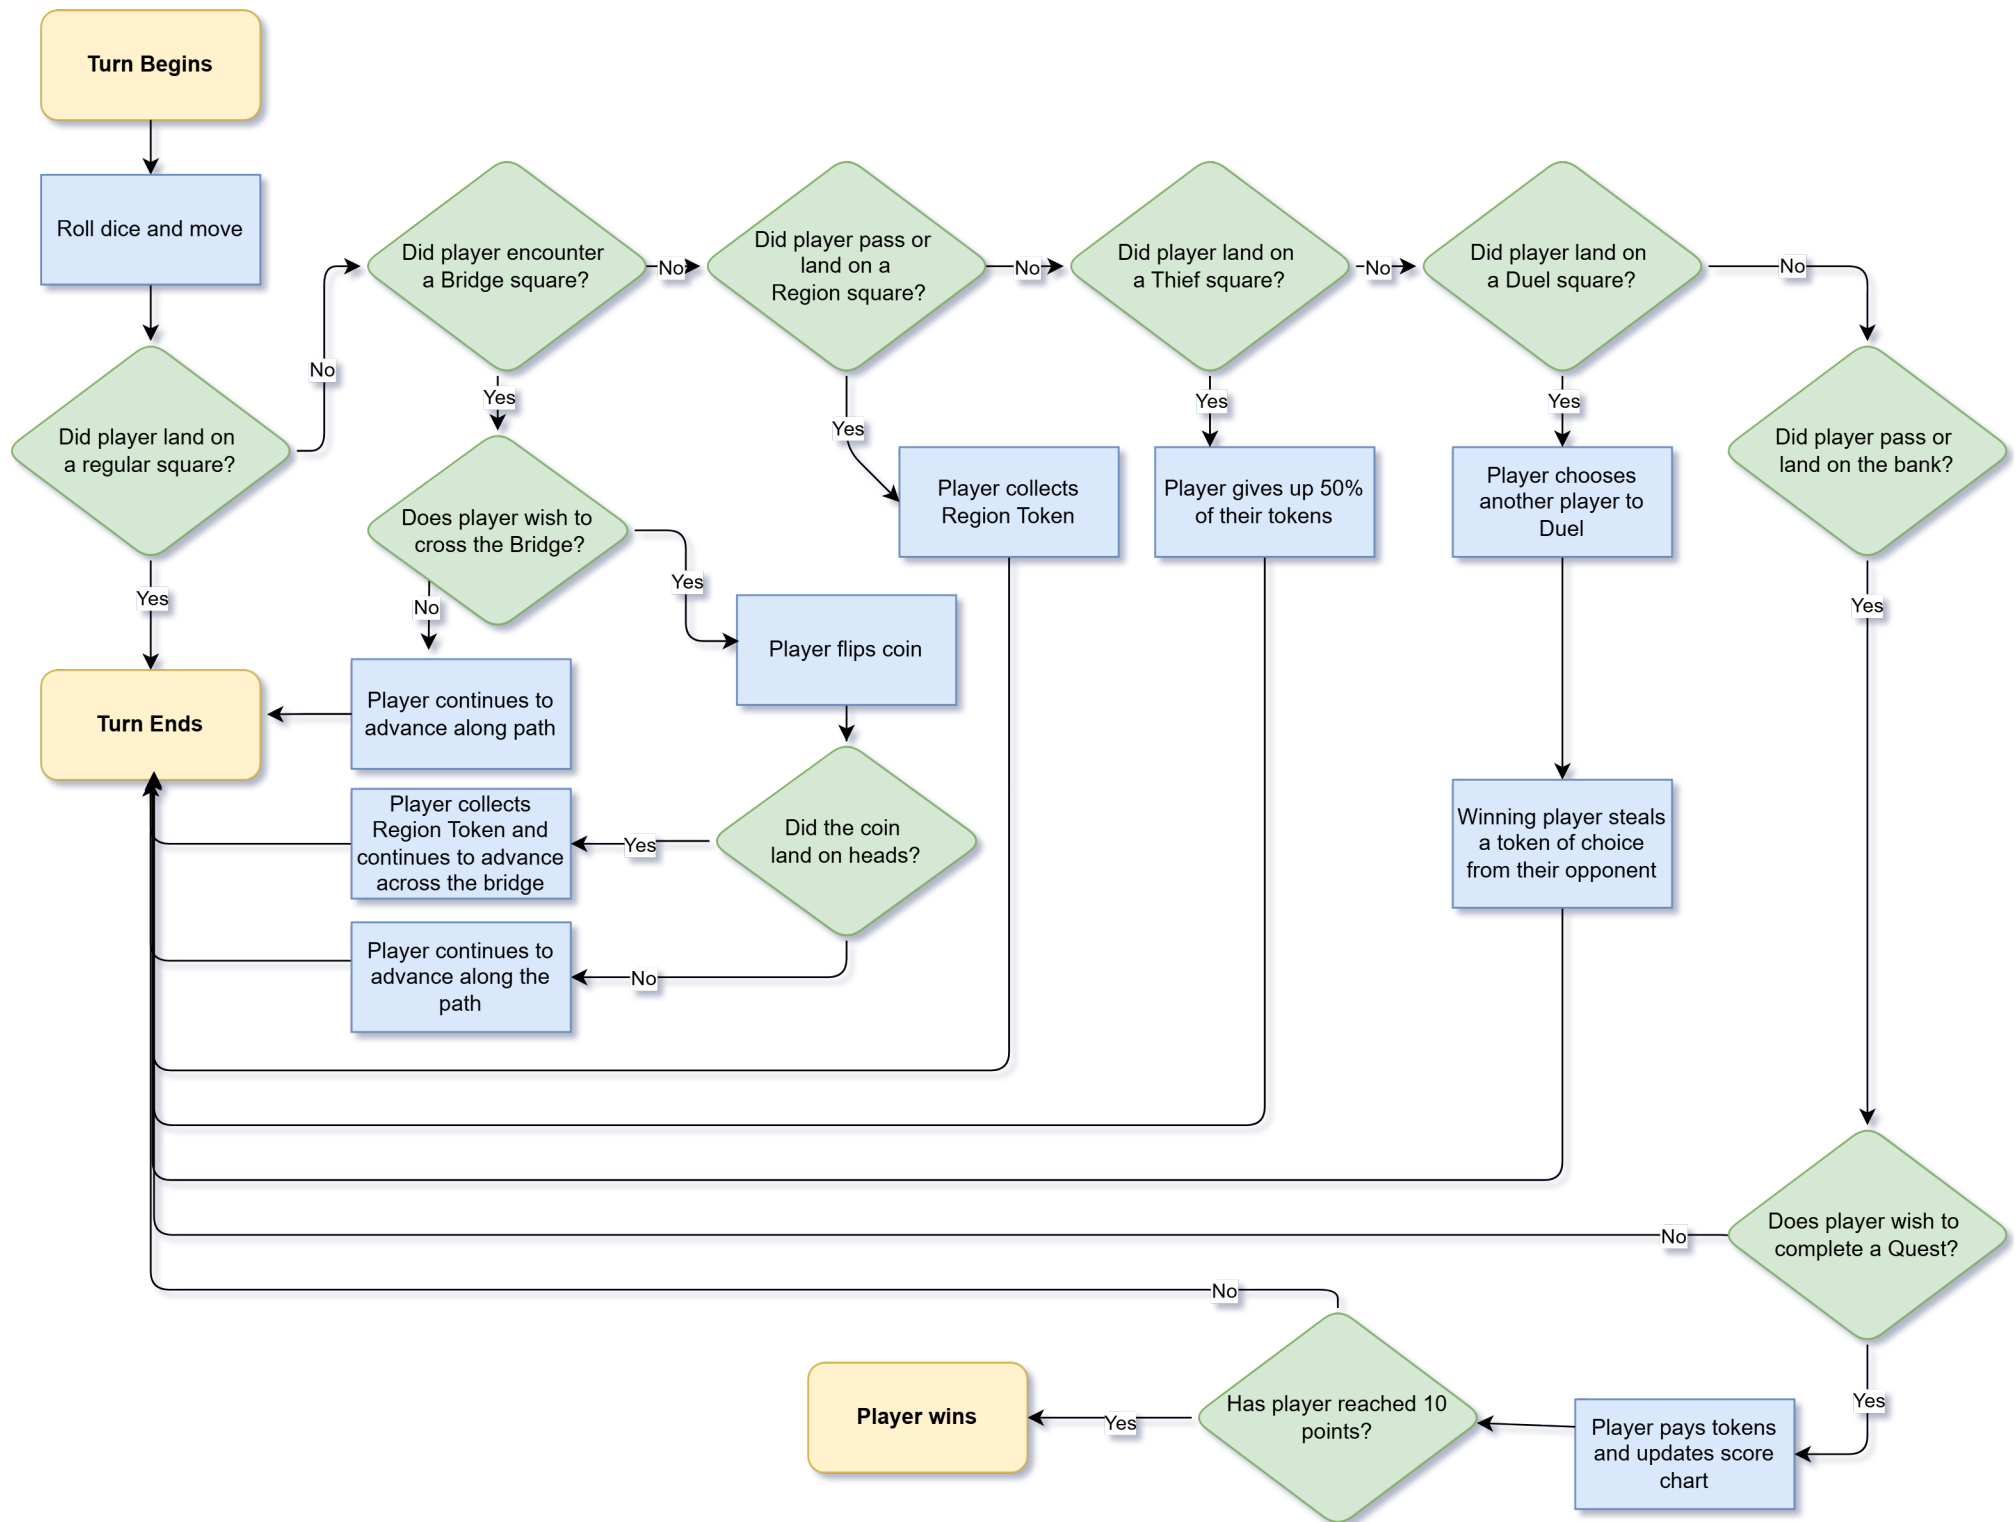 Turn Begins
Roll dice and move
Did player land on
a regular square?
No
Yes
Turn Ends
Did player encounter
a Bridge square?
No
Yes
Does player wish to
cross the Bridge?
No
Yes
Player continues to
advance along path
Player flips coin
Did the coin
land on heads?
Yes
Player collects
Region Token and
continues to advance
across the bridge
No
Player continues to
advance along the
path
Did player pass or
land on a
Region square?
No
Yes
Player collects
Region Token
Did player land on
a Thief square?
No
Yes
Player gives up 50%
of their tokens
Did player land on
a Duel square?
No
Yes
Player chooses
another player to
Duel
Winning player steals
a token of choice
from their opponent
Did player pass or
land on the bank?
Yes
Does player wish to
complete a Quest?
No
Yes
Player pays tokens
and updates score
chart
Has player reached 10
points?
No
Yes
Player wins